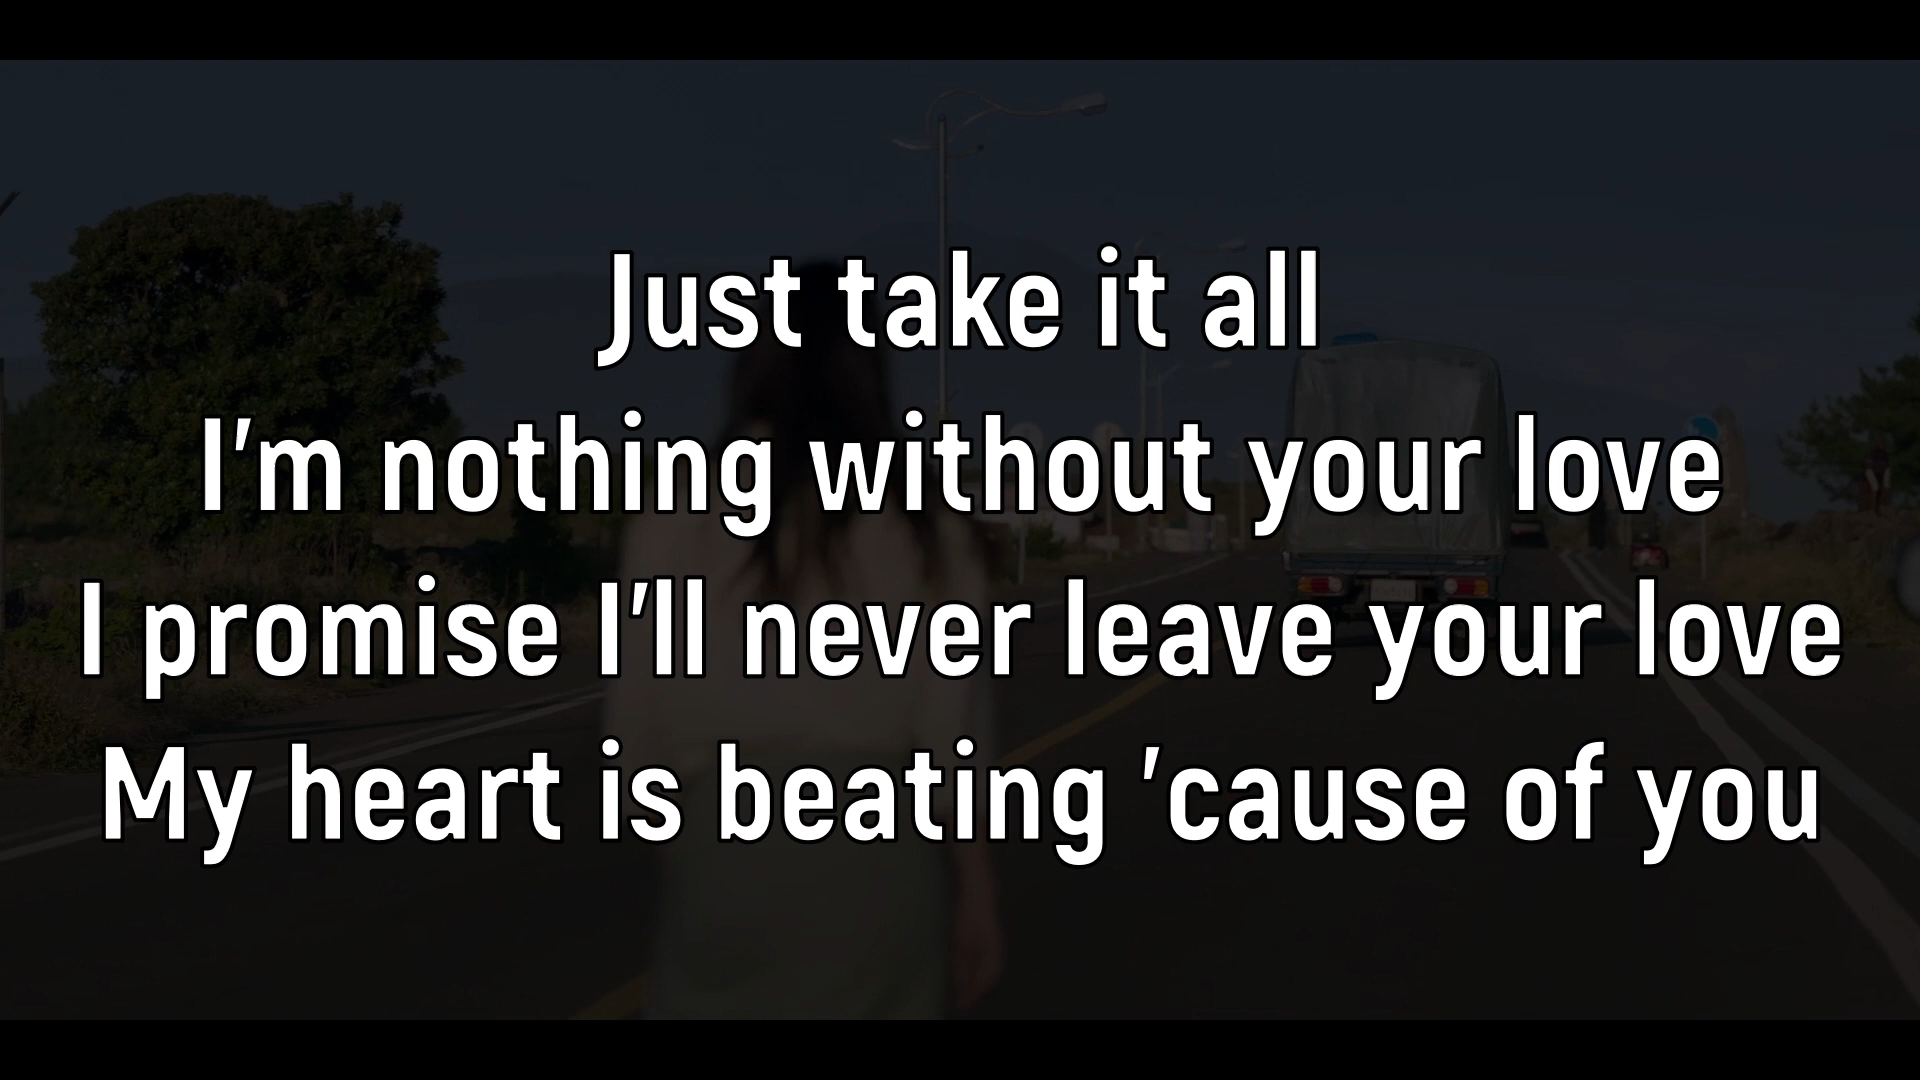 Just take it all
I'm nothing without your love
I promise I'll never leave your love
My heart is beating 'cause of you